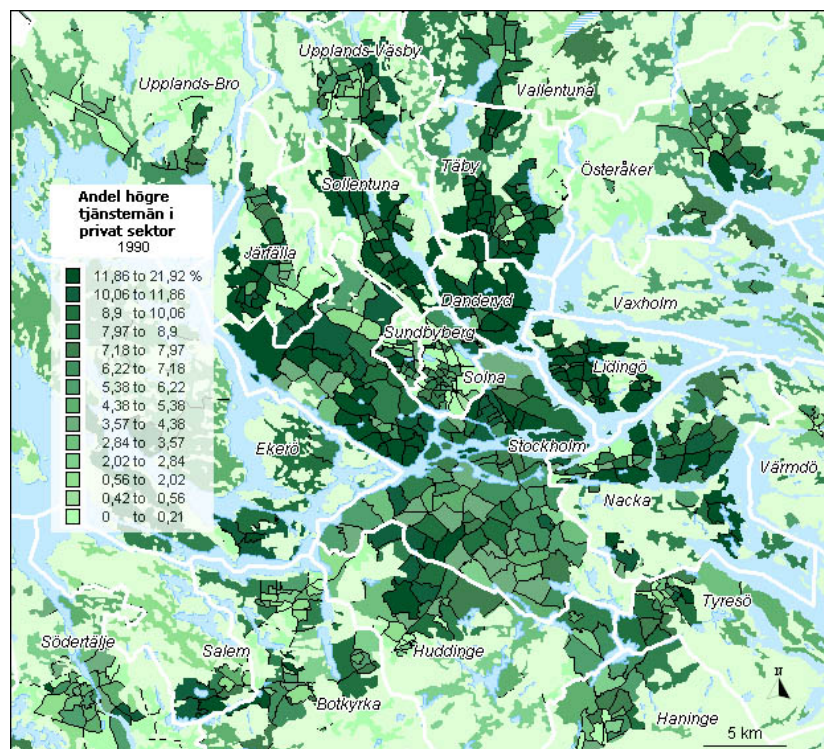 Upplands-Väsby
Upplands-Bro
Vallentuna
Täby
Österåker
Sollentuna
Andel högre
tjänstemän i
privat sektor
1990
11,86 to 21,92 %
10,06 to 11,86
8,9 to 10,06
7,97 to 8,9
7,18 to 7,97
6,22 to 7,18
5,38 to 6,22
4,38 to 5,38
3,57 to 4,38
2,84 to 3,57
2,02 to 2,84
0,56 to 2,02
0,42 to 0,56
0 to 0,21
Järfälla
Danderyd
Vaxholm
Sundbyberg
Solna
Lidingö
Ekerö
Stockholm
Värmdö
Nacka
Tyresö
Södertälje
Salem
Huddinge
Botkyrka
Haninge
N
5 km